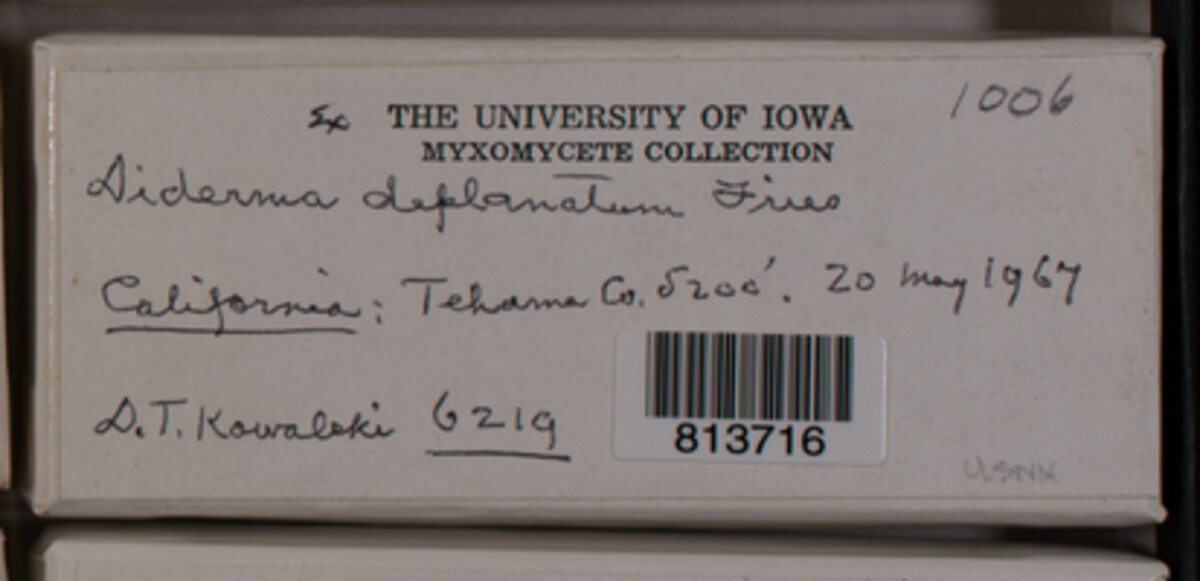 1006
Ex THE UNIVERSITY OF IOWA
MYXOMYCETE COLLECTION
Diderma deplanatum Fries
California: Tehama Co. 5200'. 20 May 1967
D.T. Kowalski 6219
813716